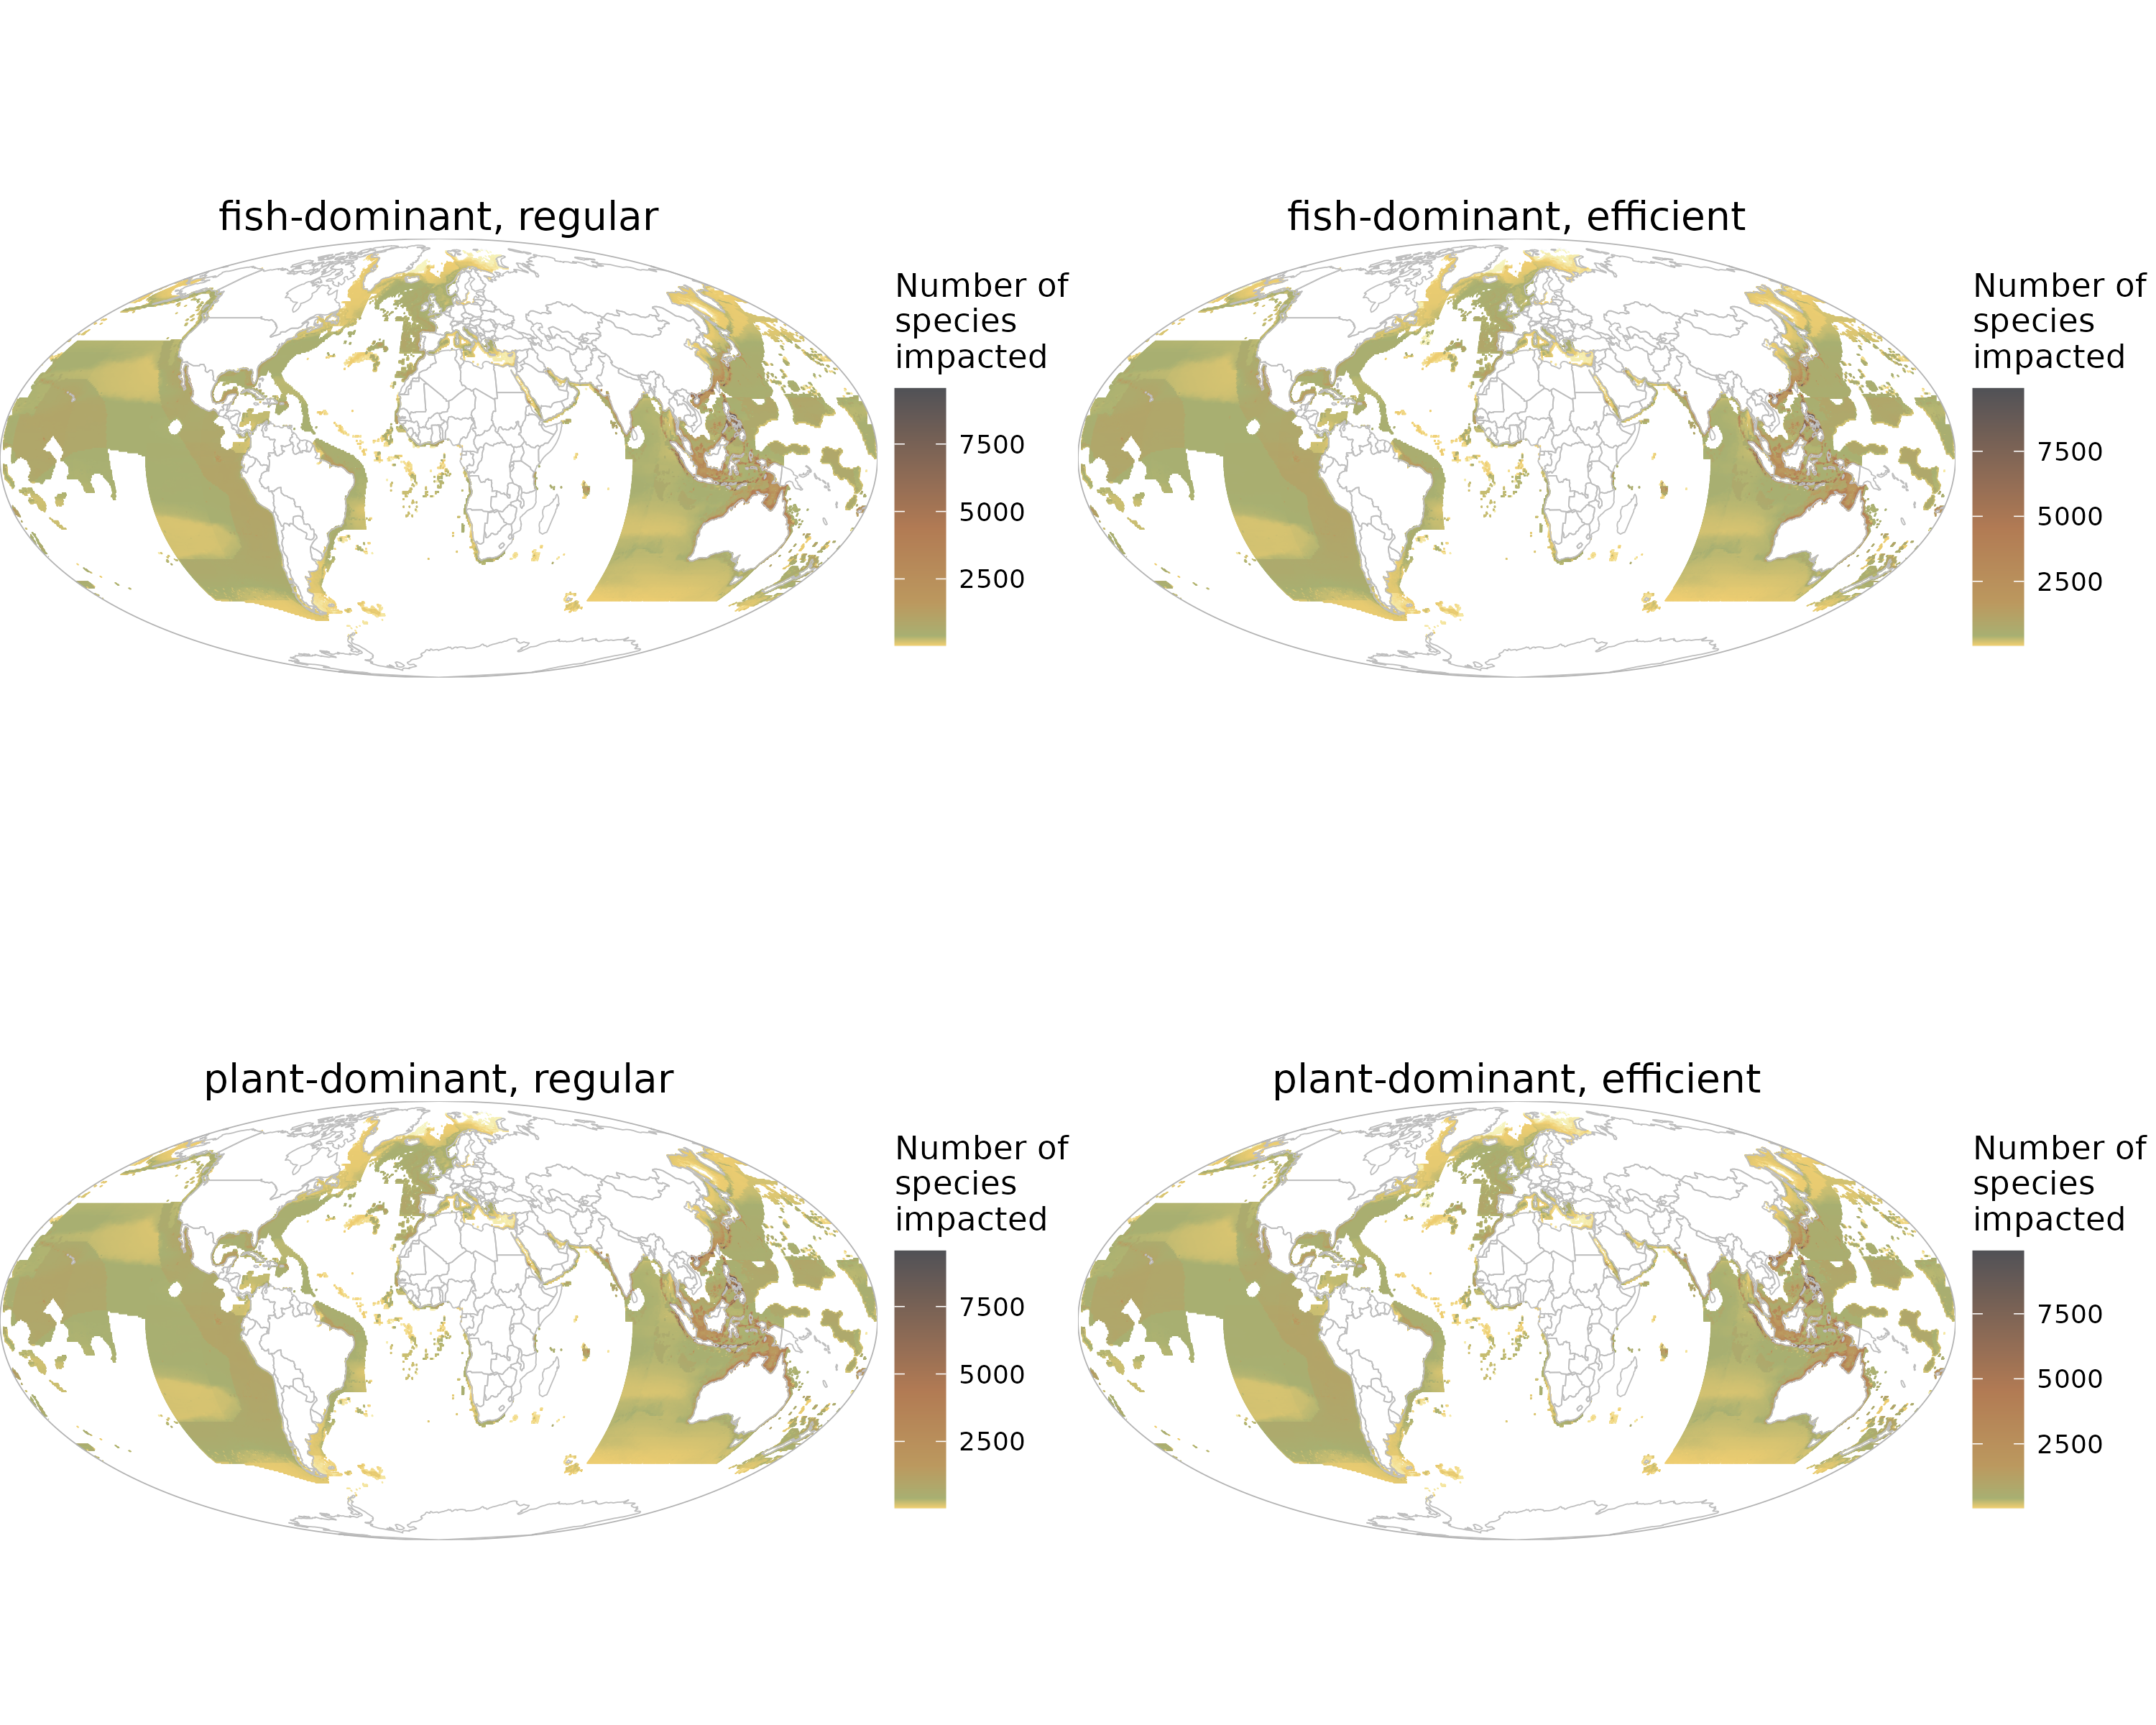 fish-dominant, regular
Number of
species
impacted
7500
5000
2500
fish-dominant, efficient
Number of
species
impacted
7500
5000
2500
plant-dominant, regular
Number of
species
impacted
7500
5000
2500
plant-dominant, efficient
Number of
species
impacted
7500
5000
2500